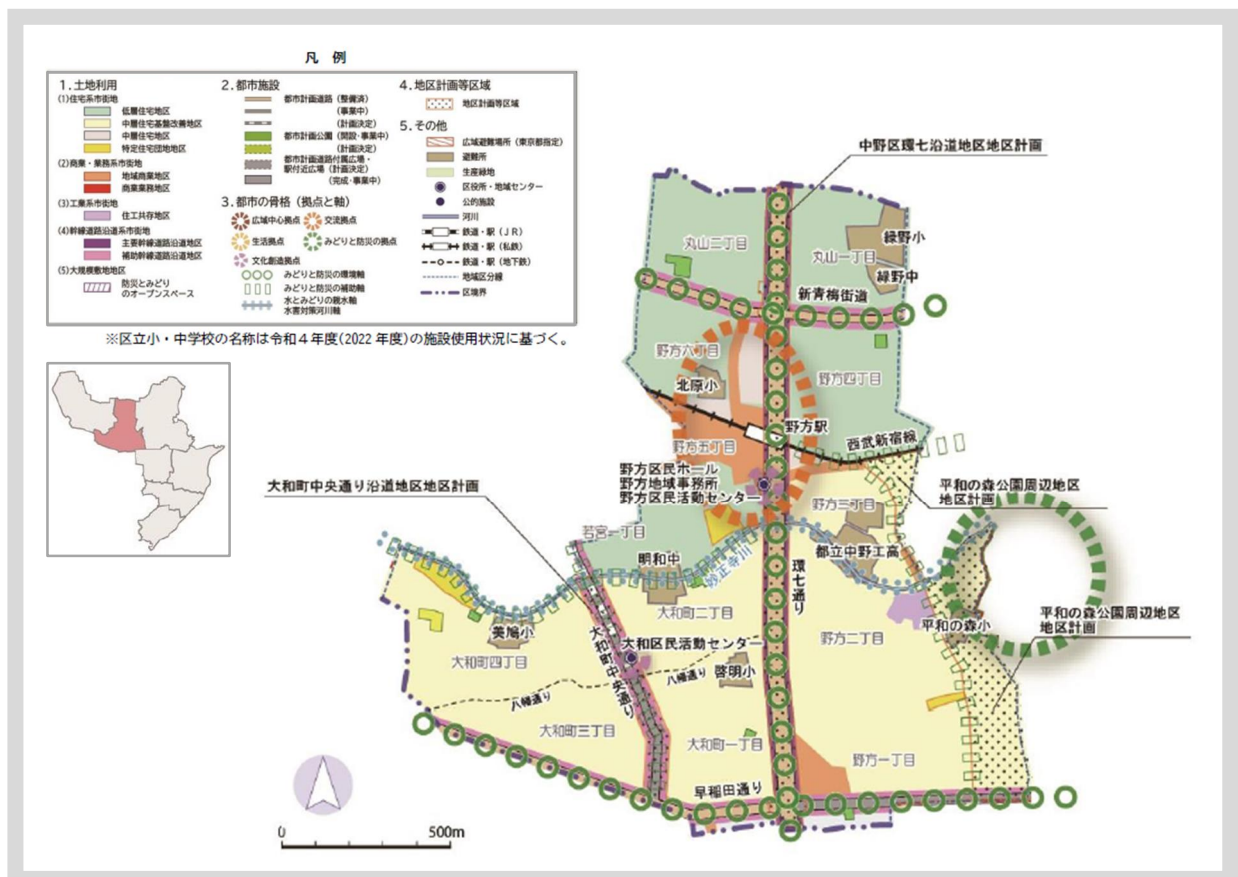 凡 例
1.土地利用
(1)住宅系市街地
低層住宅地区
中層住宅基盤改善地区
中層住宅地区
特定住宅団地地区
(2)商業・業務系市街地
地域商業地区
商業業務地区
(3)工業系市街地
住工共存地区
(4)幹線道路沿道系市街地
主要幹線道路沿道地区
補助幹線道路沿道地区
(5)大規模敷地地区
防災とみどり
のオープンスペース
2.都市施設
都市計画道路(整備済)
(事業中)
(計画決定)
都市計画公園(開設・事業中)
(計画決定)
都市計画道路付属広場・
駅付近広場(計画決定)
(完成・事業中)
3.都市の骨格(拠点と軸)
広域中心拠点
交流拠点
生活拠点
みどりと防災の拠点
文化創造拠点
みどりと防災の環境軸
みどりと防災の補助軸
水とみどりの親水軸
水害対策河川軸
4.地区計画等区域
地区計画等区域
5.その他
広域避難場所(東京都指定)
避難所
生産緑地
区役所・地域センター
公的施設
河川
鉄道・駅(JR)
鉄道・駅(私鉄)
鉄道・駅(地下鉄)
地域区分線
区境界
※区立小・中学校の名称は令和4年度(2022年度)の施設使用状況に基づく。
中野区環七沿道地区地区計画
丸山二丁目
丸山一丁目
緑野小
緑野中
新青梅街道
野方六丁目
北原小
野方四丁目
野方駅
西武新宿線
野方五丁目
野方区民ホール
野方地域事務所
野方区民活動センター
大和町中央通り沿道地区地区計画
野方三丁目
平和の森公園周辺地区
地区計画
若宮一丁目
明和中
妙正寺川
都立中野工高
環七通り
大和町二丁目
野方二丁目
平和の森小
平和の森公園周辺地区
地区計画
美鳩小
大和町四丁目
大和町中央通り
大和区民活動センター
八幡通り
啓明小
八幡通り
大和町三丁目
大和町一丁目
野方一丁目
早稲田通り
0
500m